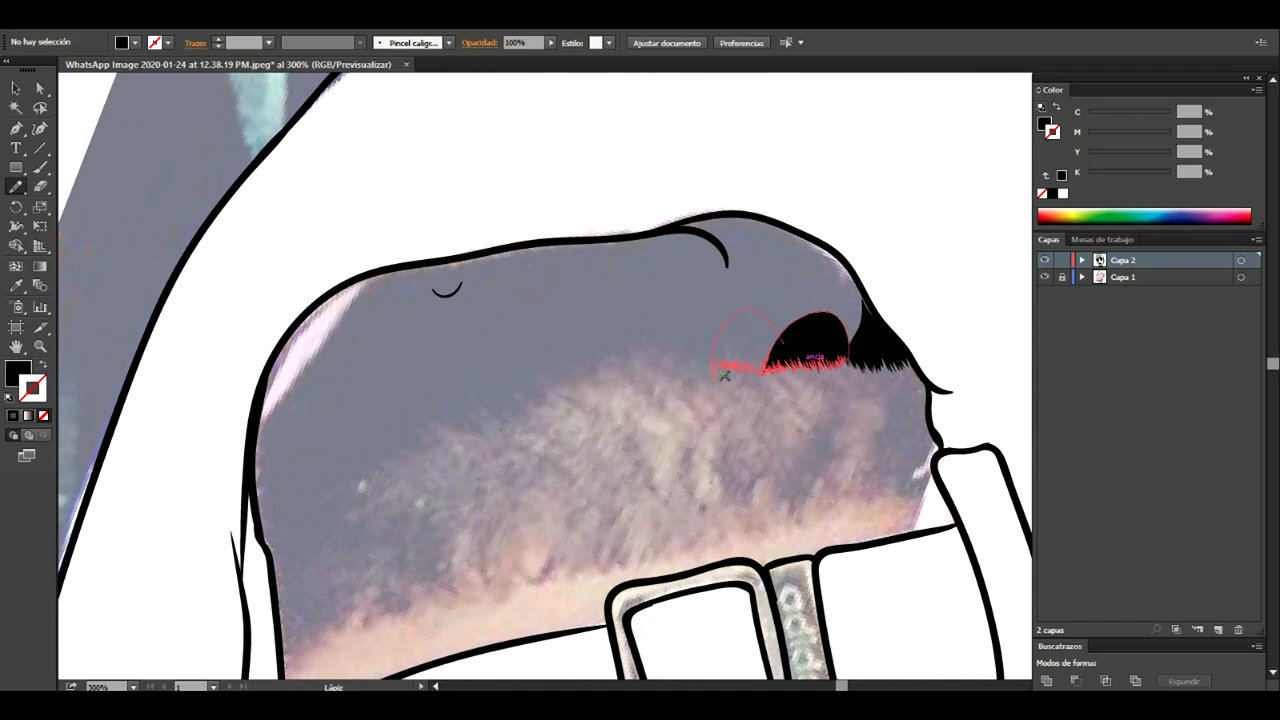 No hay selección
Trazo:
Pincel caligr...
Opacidad:
100%
Estilo:
Ajustar documento
Preferencias
WhatsApp Image 2020-01-24 at 12.38.19 PM.jpeg* al 300% (RGB/Previsualizar)
Color
C %
M %
Y %
K %
Capas
Mesas de trabajo
Capa 2
Capa 1
ancla
2 capas
Buscatrazos
Modos de formas:
Expandir
300%
1
Lápiz